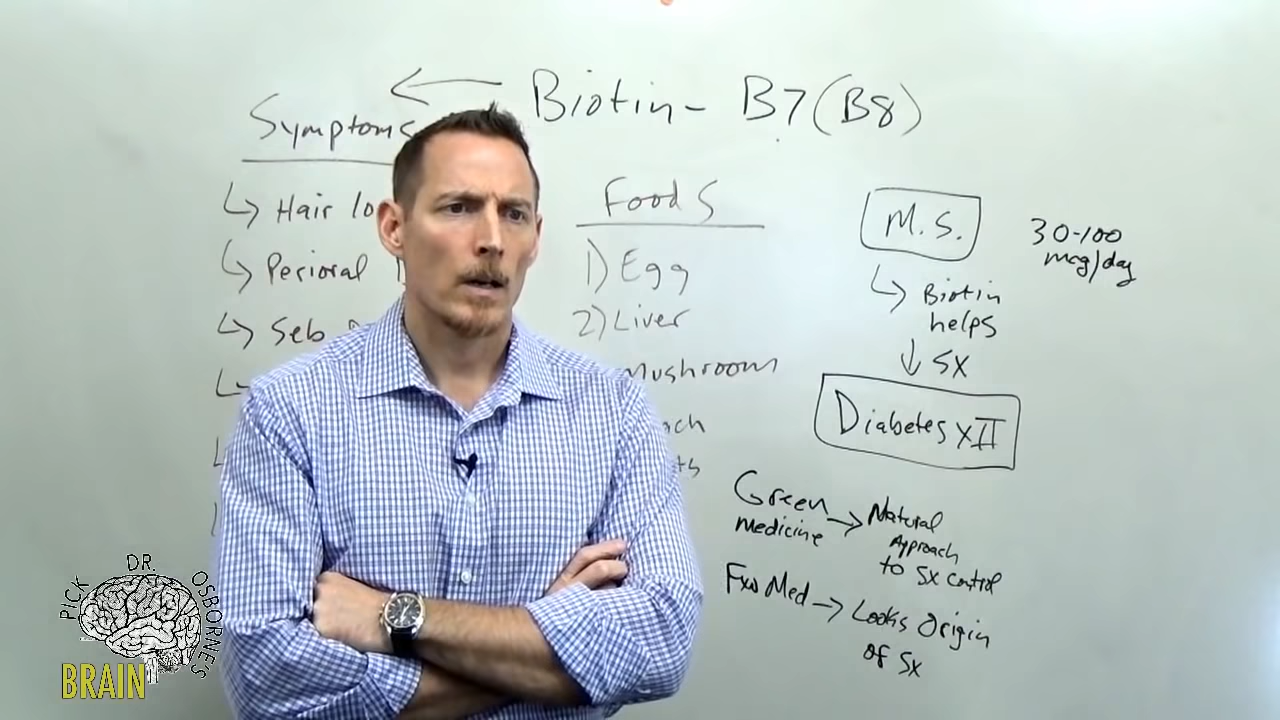 Biotin - B7 (B8)
Symptoms
Hair lo
Perioral
Seb
Foods
1) Egg
2) Liver
Mushroom
ach
ts
M.S.
Biotin
helps
SX
30-100
mcg/day
Diabetes XII
Green
medicine
Natural
Approach
to SX control
Fxn Med
Looks Origin
of SX
PICK DR. OSBORNE'S
BRAIN!!